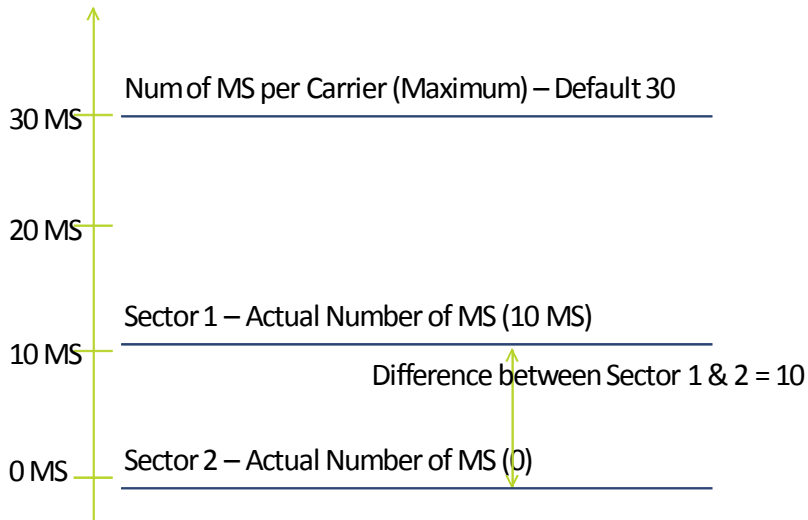 Num of MS per Carrier (Maximum) – Default 30
30 MS
20 MS
Sector 1 – Actual Number of MS (10 MS)
10 MS
Difference between Sector 1 & 2 = 10
Sector 2 – Actual Number of MS (0)
0 MS